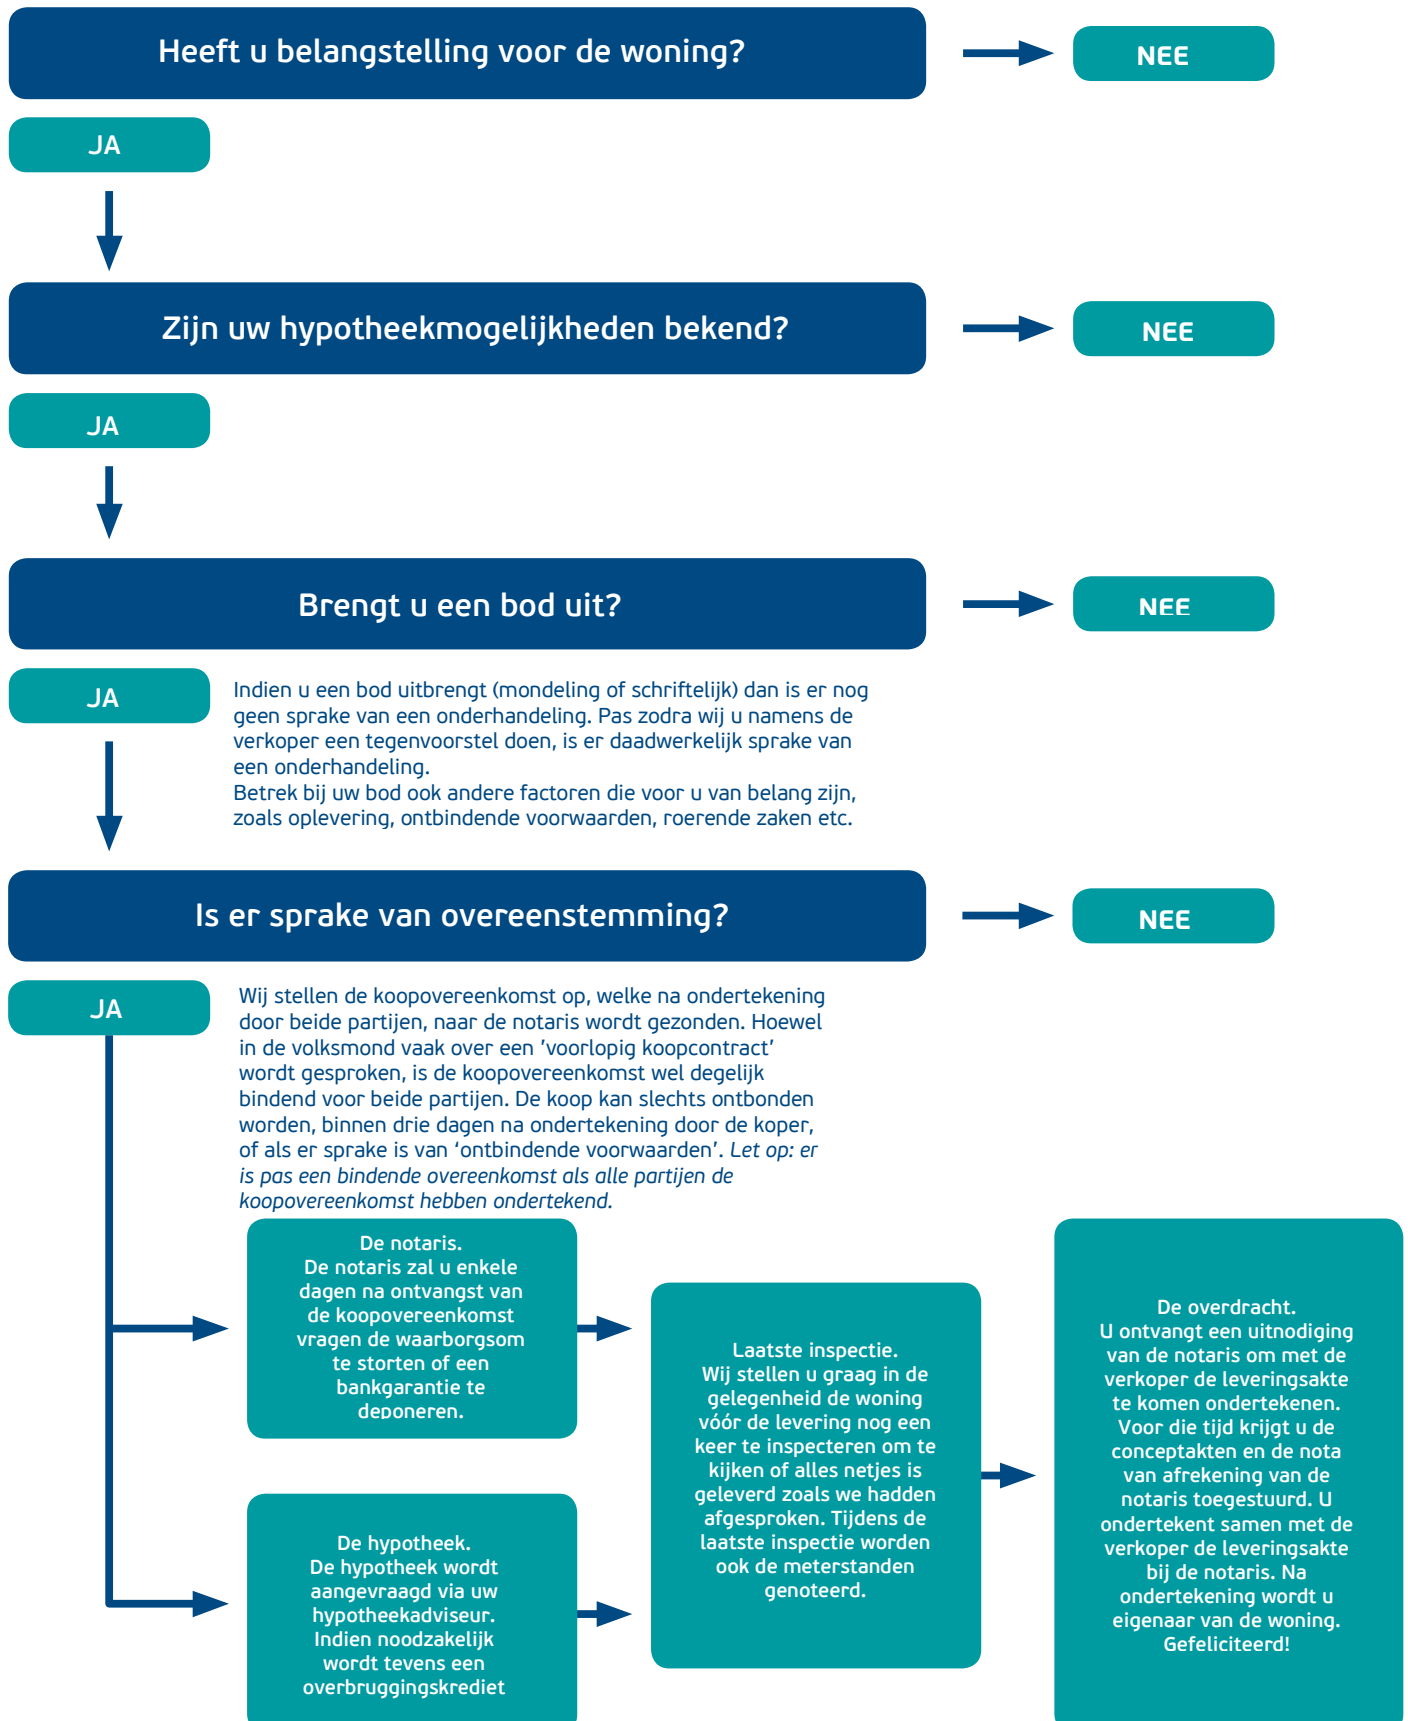 Heeft u belangstelling voor de woning?
NEE
JA
Zijn uw hypotheekmogelijkheden bekend?
NEE
JA
Brengt u een bod uit?
NEE
JA
Indien u een bod uitbrengt (mondeling of schriftelijk) dan is er nog
geen sprake van een onderhandeling. Pas zodra wij u namens de
verkoper een tegenvoorstel doen, is er daadwerkelijk sprake van
een onderhandeling.
Betrek bij uw bod ook andere factoren die voor u van belang zijn,
zoals oplevering, ontbindende voorwaarden, roerende zaken etc.
Is er sprake van overeenstemming?
NEE
JA
Wij stellen de koopovereenkomst op, welke na ondertekening
door beide partijen, naar de notaris wordt gezonden. Hoewel
in de volksmond vaak over een 'voorlopig koopcontract'
wordt gesproken, is de koopovereenkomst wel degelijk
bindend voor beide partijen. De koop kan slechts ontbonden
worden, binnen drie dagen na ondertekening door de koper,
of als er sprake is van ‘ontbindende voorwaarden’. Let op: er
is pas een bindende overeenkomst als alle partijen de
koopovereenkomst hebben ondertekend.
De notaris.
De notaris zal u enkele
dagen na ontvangst van
de koopovereenkomst
vragen de waarborgsom
te storten of een
bankgarantie te
deponeren.
De hypotheek.
De hypotheek wordt
aangevraagd via uw
hypotheekadviseur.
Indien noodzakelijk
wordt tevens een
overbruggingskrediet
Laatste inspectie.
Wij stellen u graag in de
gelegenheid de woning
vóór de levering nog een
keer te inspecteren om te
kijken of alles netjes is
geleverd zoals we hadden
afgesproken. Tijdens de
laatste inspectie worden
ook de meterstanden
genoteerd.
De overdracht.
U ontvangt een uitnodiging
van de notaris om met de
verkoper de leveringsakte
te komen ondertekenen.
Voor die tijd krijgt u de
conceptakten en de nota
van afrekening van de
notaris toegestuurd. U
ondertekent samen met de
verkoper de leveringsakte
bij de notaris. Na
ondertekening wordt u
eigenaar van de woning.
Gefeliciteerd!